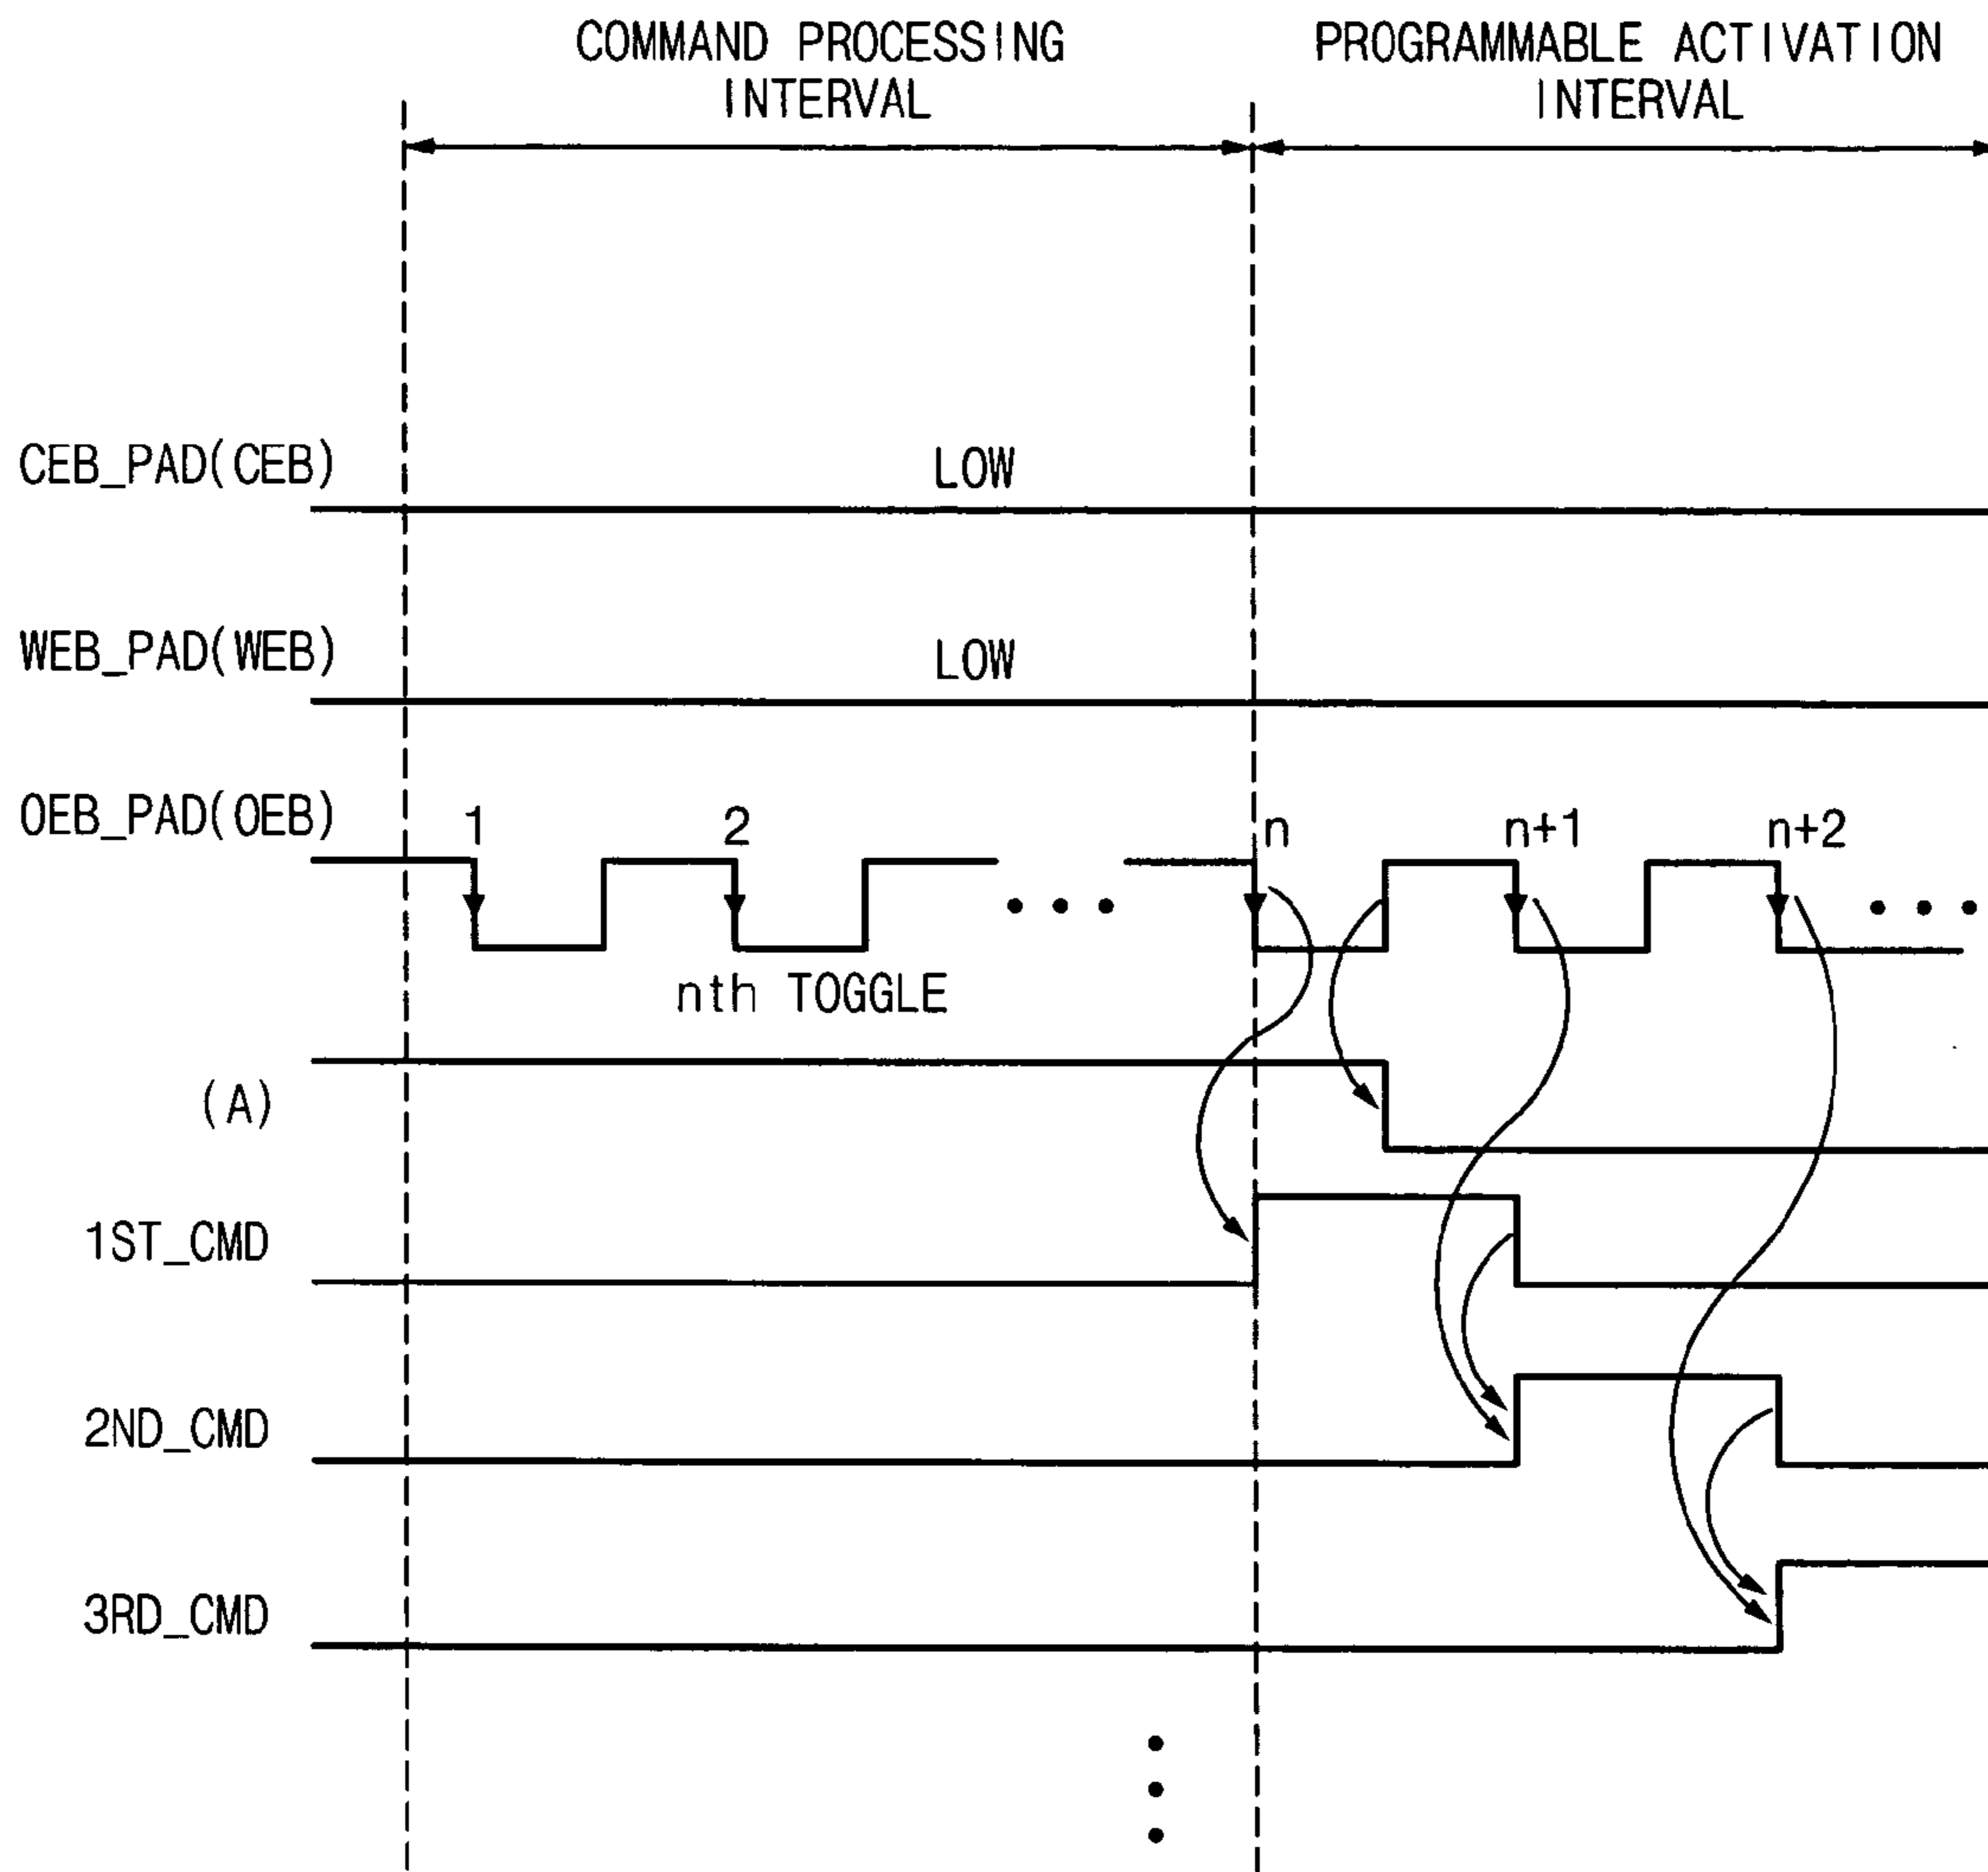 COMMAND PROCESSING
INTERVAL
PROGRAMMABLE ACTIVATION
INTERVAL
CEB_PAD(CEB)
LOW
WEB_PAD(WEB)
LOW
OEB_PAD(OEB)
1
2
n
n+1
n+2
nth TOGGLE
(A)
1ST_CMD
2ND_CMD
3RD_CMD